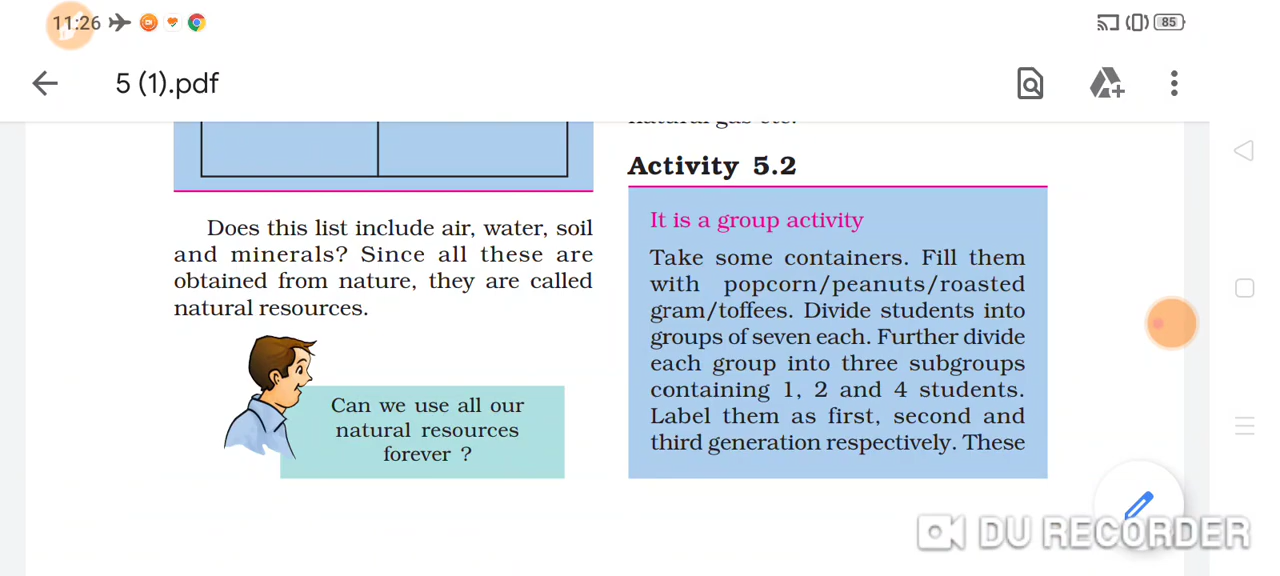 11:26
85
5 (1).pdf
natural gas etc.
Does this list include air, water, soil
and minerals? Since all these are
obtained from nature, they are called
natural resources.
Can we use all our
natural resources
forever ?
Activity 5.2
It is a group activity
Take some containers. Fill them
with popcorn/peanuts/roasted
gram/toffees. Divide students into
groups of seven each. Further divide
each group into three subgroups
containing 1, 2 and 4 students.
Label them as first, second and
third generation respectively. These
DU RECORDER